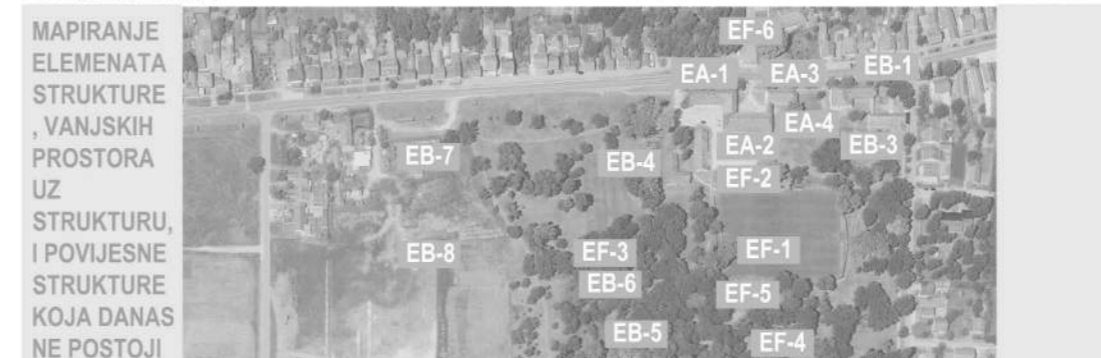 MAPIRANJE
ELEMENATA
STRUKTURE
, VANJSKIH
PROSTORA
UZ
STRUKTURU,
I POVIJESNE
STRUKTURE
KOJA DANAS
NE POSTOJI
EF-6
EA-1 EA-3 EB-1
EA-4
EB-7 EB-4 EA-2 EB-3
EF-2
EB-8 EF-3 EF-1
EB-6 EF-5
EB-5 EF-4